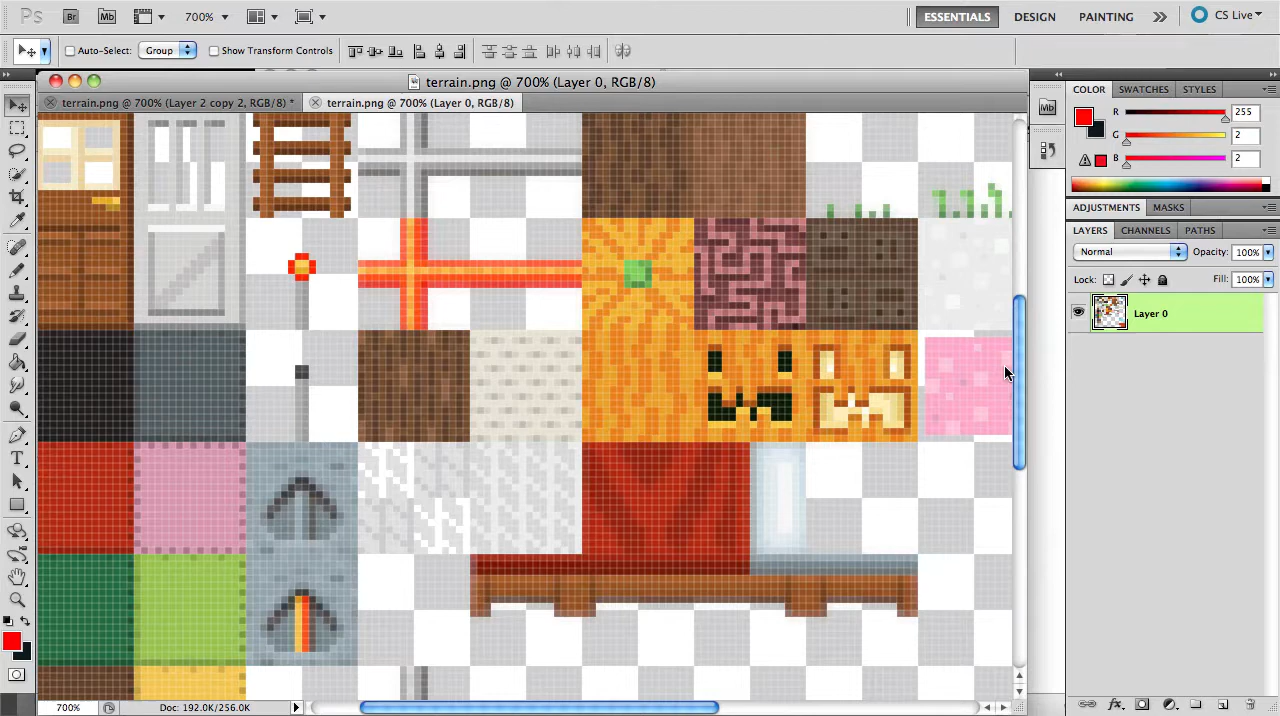 Ps Br Mb 700% ESSENTIALS DESIGN PAINTING CS Live
Auto-Select: Group Show Transform Controls
terrain.png @ 700% (Layer 0, RGB/8)
terrain.png @ 700% (Layer 2 copy 2, RGB/8) * terrain.png @ 700% (Layer 0, RGB/8)
Mb
COLOR SWATCHES STYLES
R 255
G 2
B 2
ADJUSTMENTS MASKS
LAYERS CHANNELS PATHS
Normal Opacity: 100%
Lock: Fill: 100%
Layer 0
T
700% Doc: 192.0K/256.0K
fx